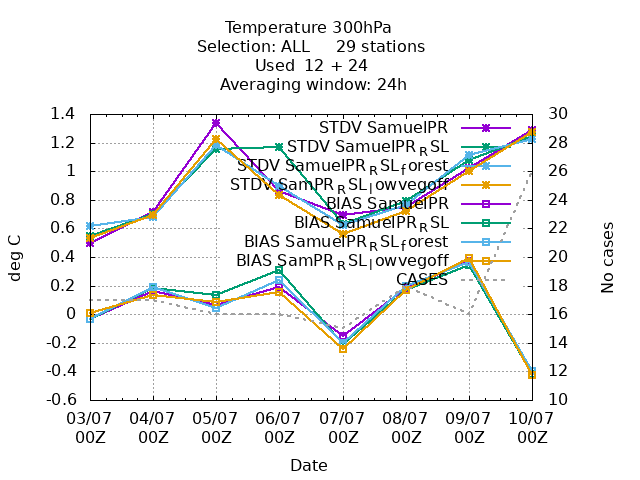 Temperature 300hPa
Selection: ALL     29 stations
Used  12 + 24
Averaging window: 24h
1.4
1.2
1
0.8
0.6
0.4
0.2
0
-0.2
-0.4
-0.6
deg C
30
28
26
24
22
20
18
16
14
12
10
No cases
STDV SamuelPR
STDV SamuelPR_RSL
STDV SamuelPR_RSL_forest
STDV SamPR_RSL_lowvegoff
BIAS SamuelPR
BIAS SamuelPR_RSL
BIAS SamuelPR_RSL_forest
BIAS SamPR_RSL_lowvegoff
CASES
03/07 04/07 05/07 06/07 07/07 08/07 09/07 10/07
00Z 00Z 00Z 00Z 00Z 00Z 00Z 00Z
Date